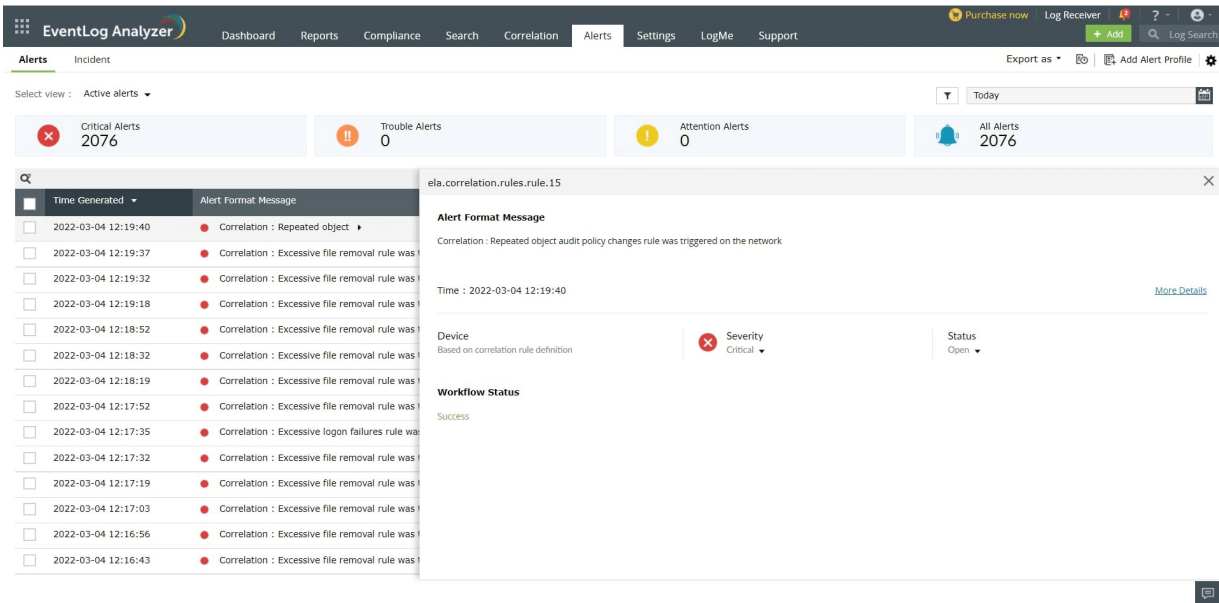 Purchase now Log Receiver 2 ?
EventLog Analyzer Dashboard Reports Compliance Search Correlation Alerts Settings LogMe Support + Add Log Search
Alerts Incident Export as Add Alert Profile
Select view : Active alerts Today
Critical Alerts Trouble Alerts Attention Alerts All Alerts
2076 0 0 2076
Time Generated Alert Format Message
2022-03-04 12:19:40 Correlation : Repeated object
2022-03-04 12:19:37 Correlation : Excessive file removal rule was
2022-03-04 12:19:32 Correlation : Excessive file removal rule was
2022-03-04 12:19:18 Correlation : Excessive file removal rule was
2022-03-04 12:18:52 Correlation : Excessive file removal rule was
2022-03-04 12:18:32 Correlation : Excessive file removal rule was
2022-03-04 12:18:19 Correlation : Excessive file removal rule was
2022-03-04 12:17:52 Correlation : Excessive file removal rule was
2022-03-04 12:17:35 Correlation : Excessive logon failures rule was
2022-03-04 12:17:32 Correlation : Excessive file removal rule was
2022-03-04 12:17:19 Correlation : Excessive file removal rule was
2022-03-04 12:17:03 Correlation : Excessive file removal rule was
2022-03-04 12:16:56 Correlation : Excessive file removal rule was
2022-03-04 12:16:43 Correlation : Excessive file removal rule was
ela.correlation.rules.rule.15
Alert Format Message
Correlation : Repeated object audit policy changes rule was triggered on the network
Time : 2022-03-04 12:19:40 More Details
Device Severity Status
Based on correlation rule definition Critical Open
Workflow Status
Success